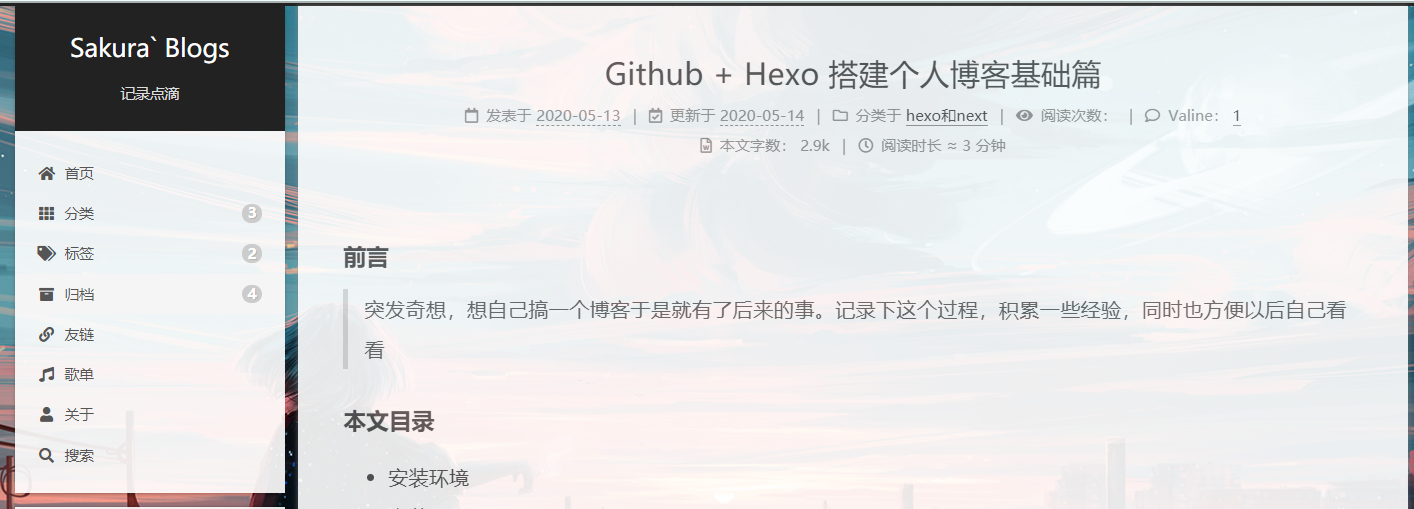 Sakura` Blogs
记录点滴
首页
分类 3
标签 2
归档 4
友链
歌单
关于
搜索
Github + Hexo 搭建个人博客基础篇
发表于 2020-05-13 | 更新于 2020-05-14 | 分类于 hexo和next | 阅读次数： | Valine： 1
本文字数： 2.9k | 阅读时长 ≈ 3 分钟
前言
突发奇想，想自己搞一个博客于是就有了后来的事。记录下这个过程，积累一些经验，同时也方便以后自己看
看
本文目录
• 安装环境